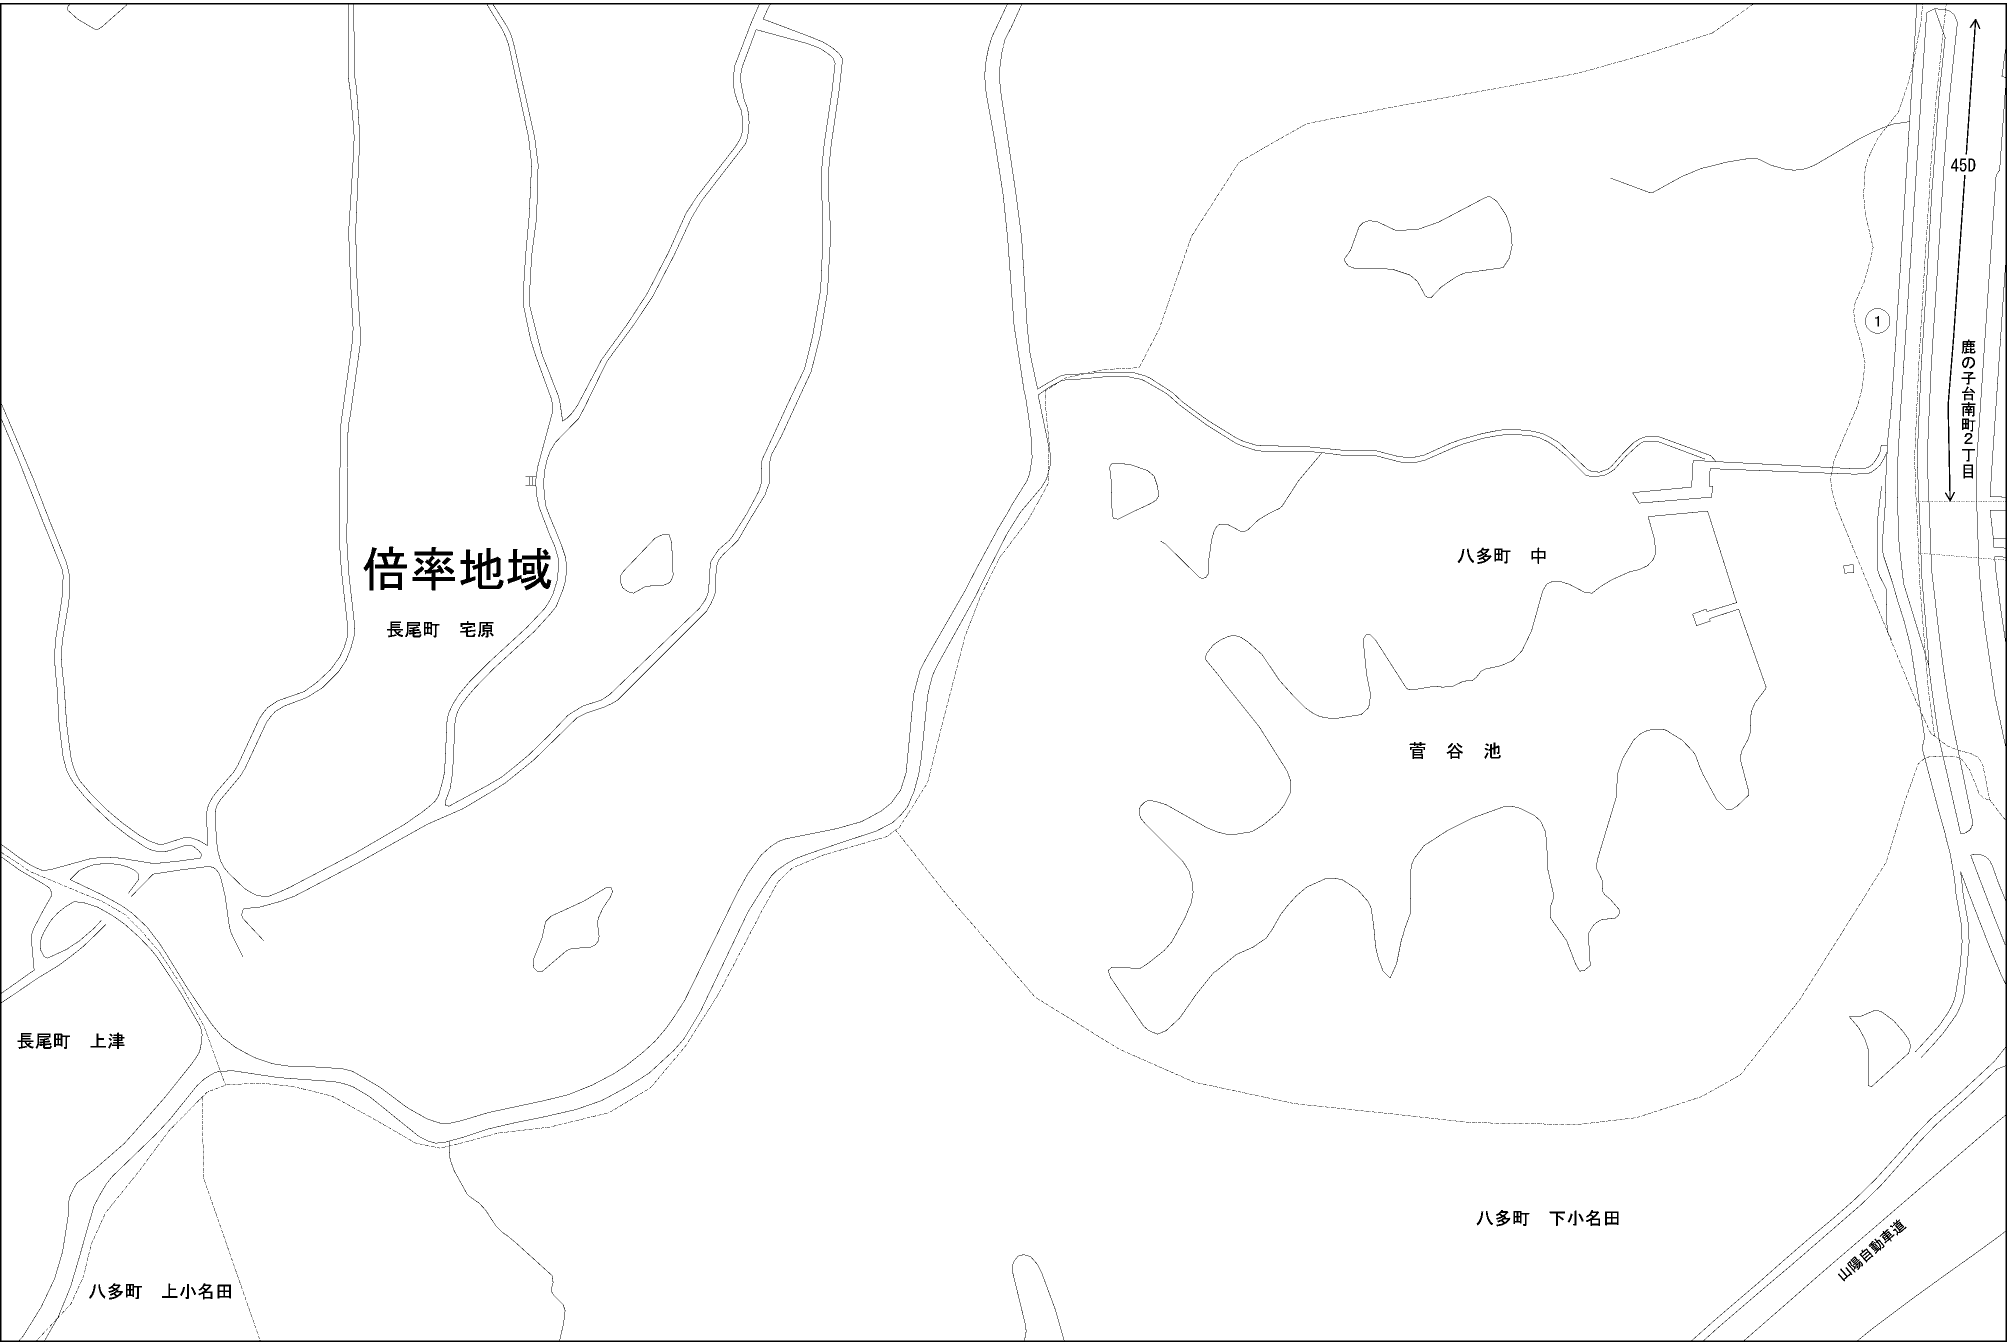 45D
1
鹿の子台南町2丁目
倍率地域
長尾町　宅原
八多町　中
菅　谷　池
長尾町　上津
八多町　下小名田
山陽自動車道
八多町　上小名田